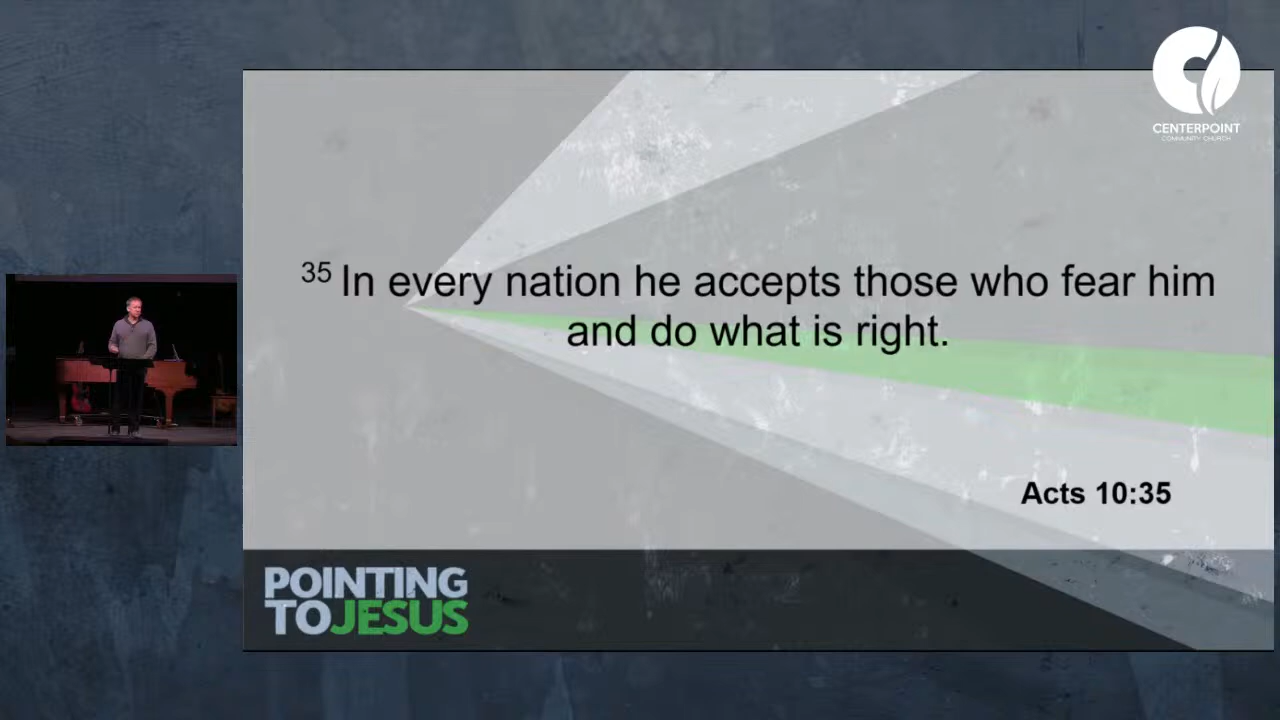 CENTERPOINT
COMMUNITY CHURCH
35 In every nation he accepts those who fear him
and do what is right.
Acts 10:35
POINTING
TO JESUS